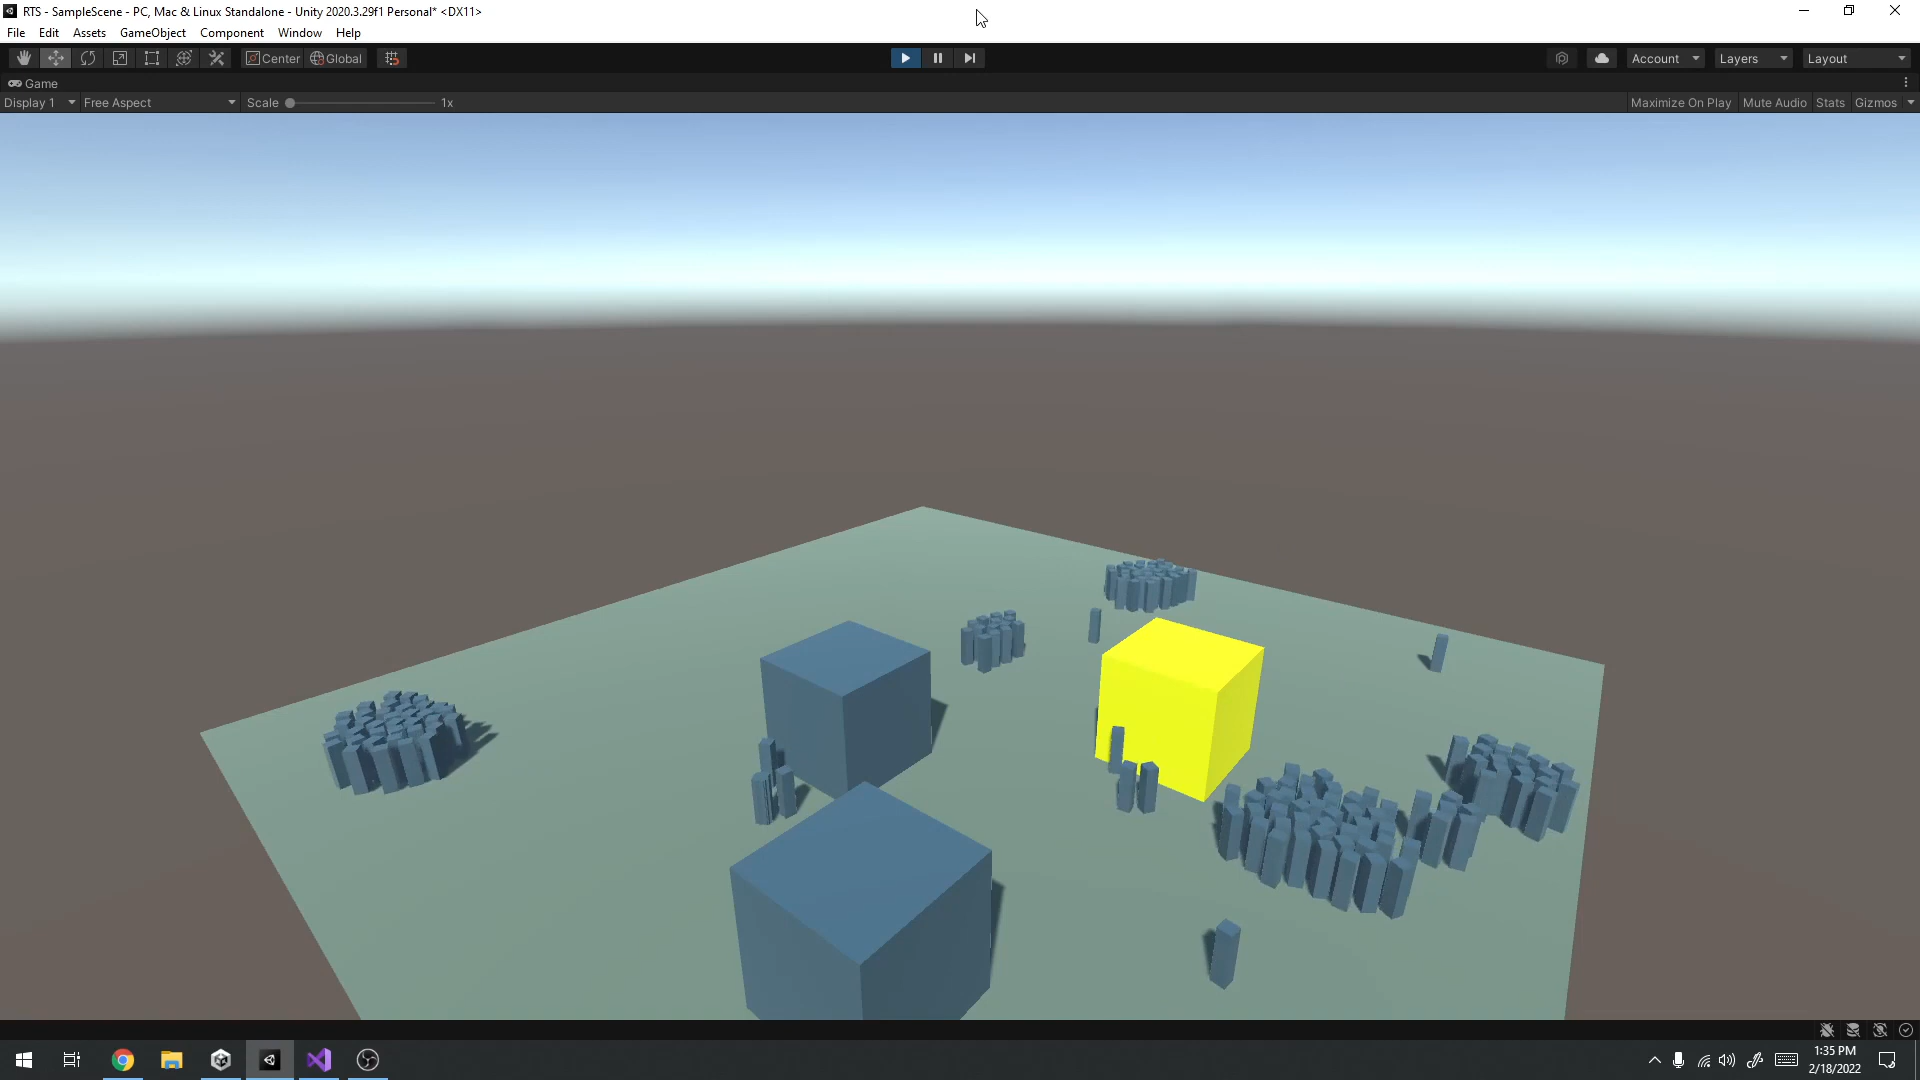 RTS - SampleScene - PC, Mac & Linux Standalone - Unity 2020.3.29f1 Personal* <DX11>
File Edit Assets GameObject Component Window Help
Center Global Account Layers Layout
Game
Display 1 Free Aspect Scale 1x Maximize On Play Mute Audio Stats Gizmos
1:35 PM
2/18/2022